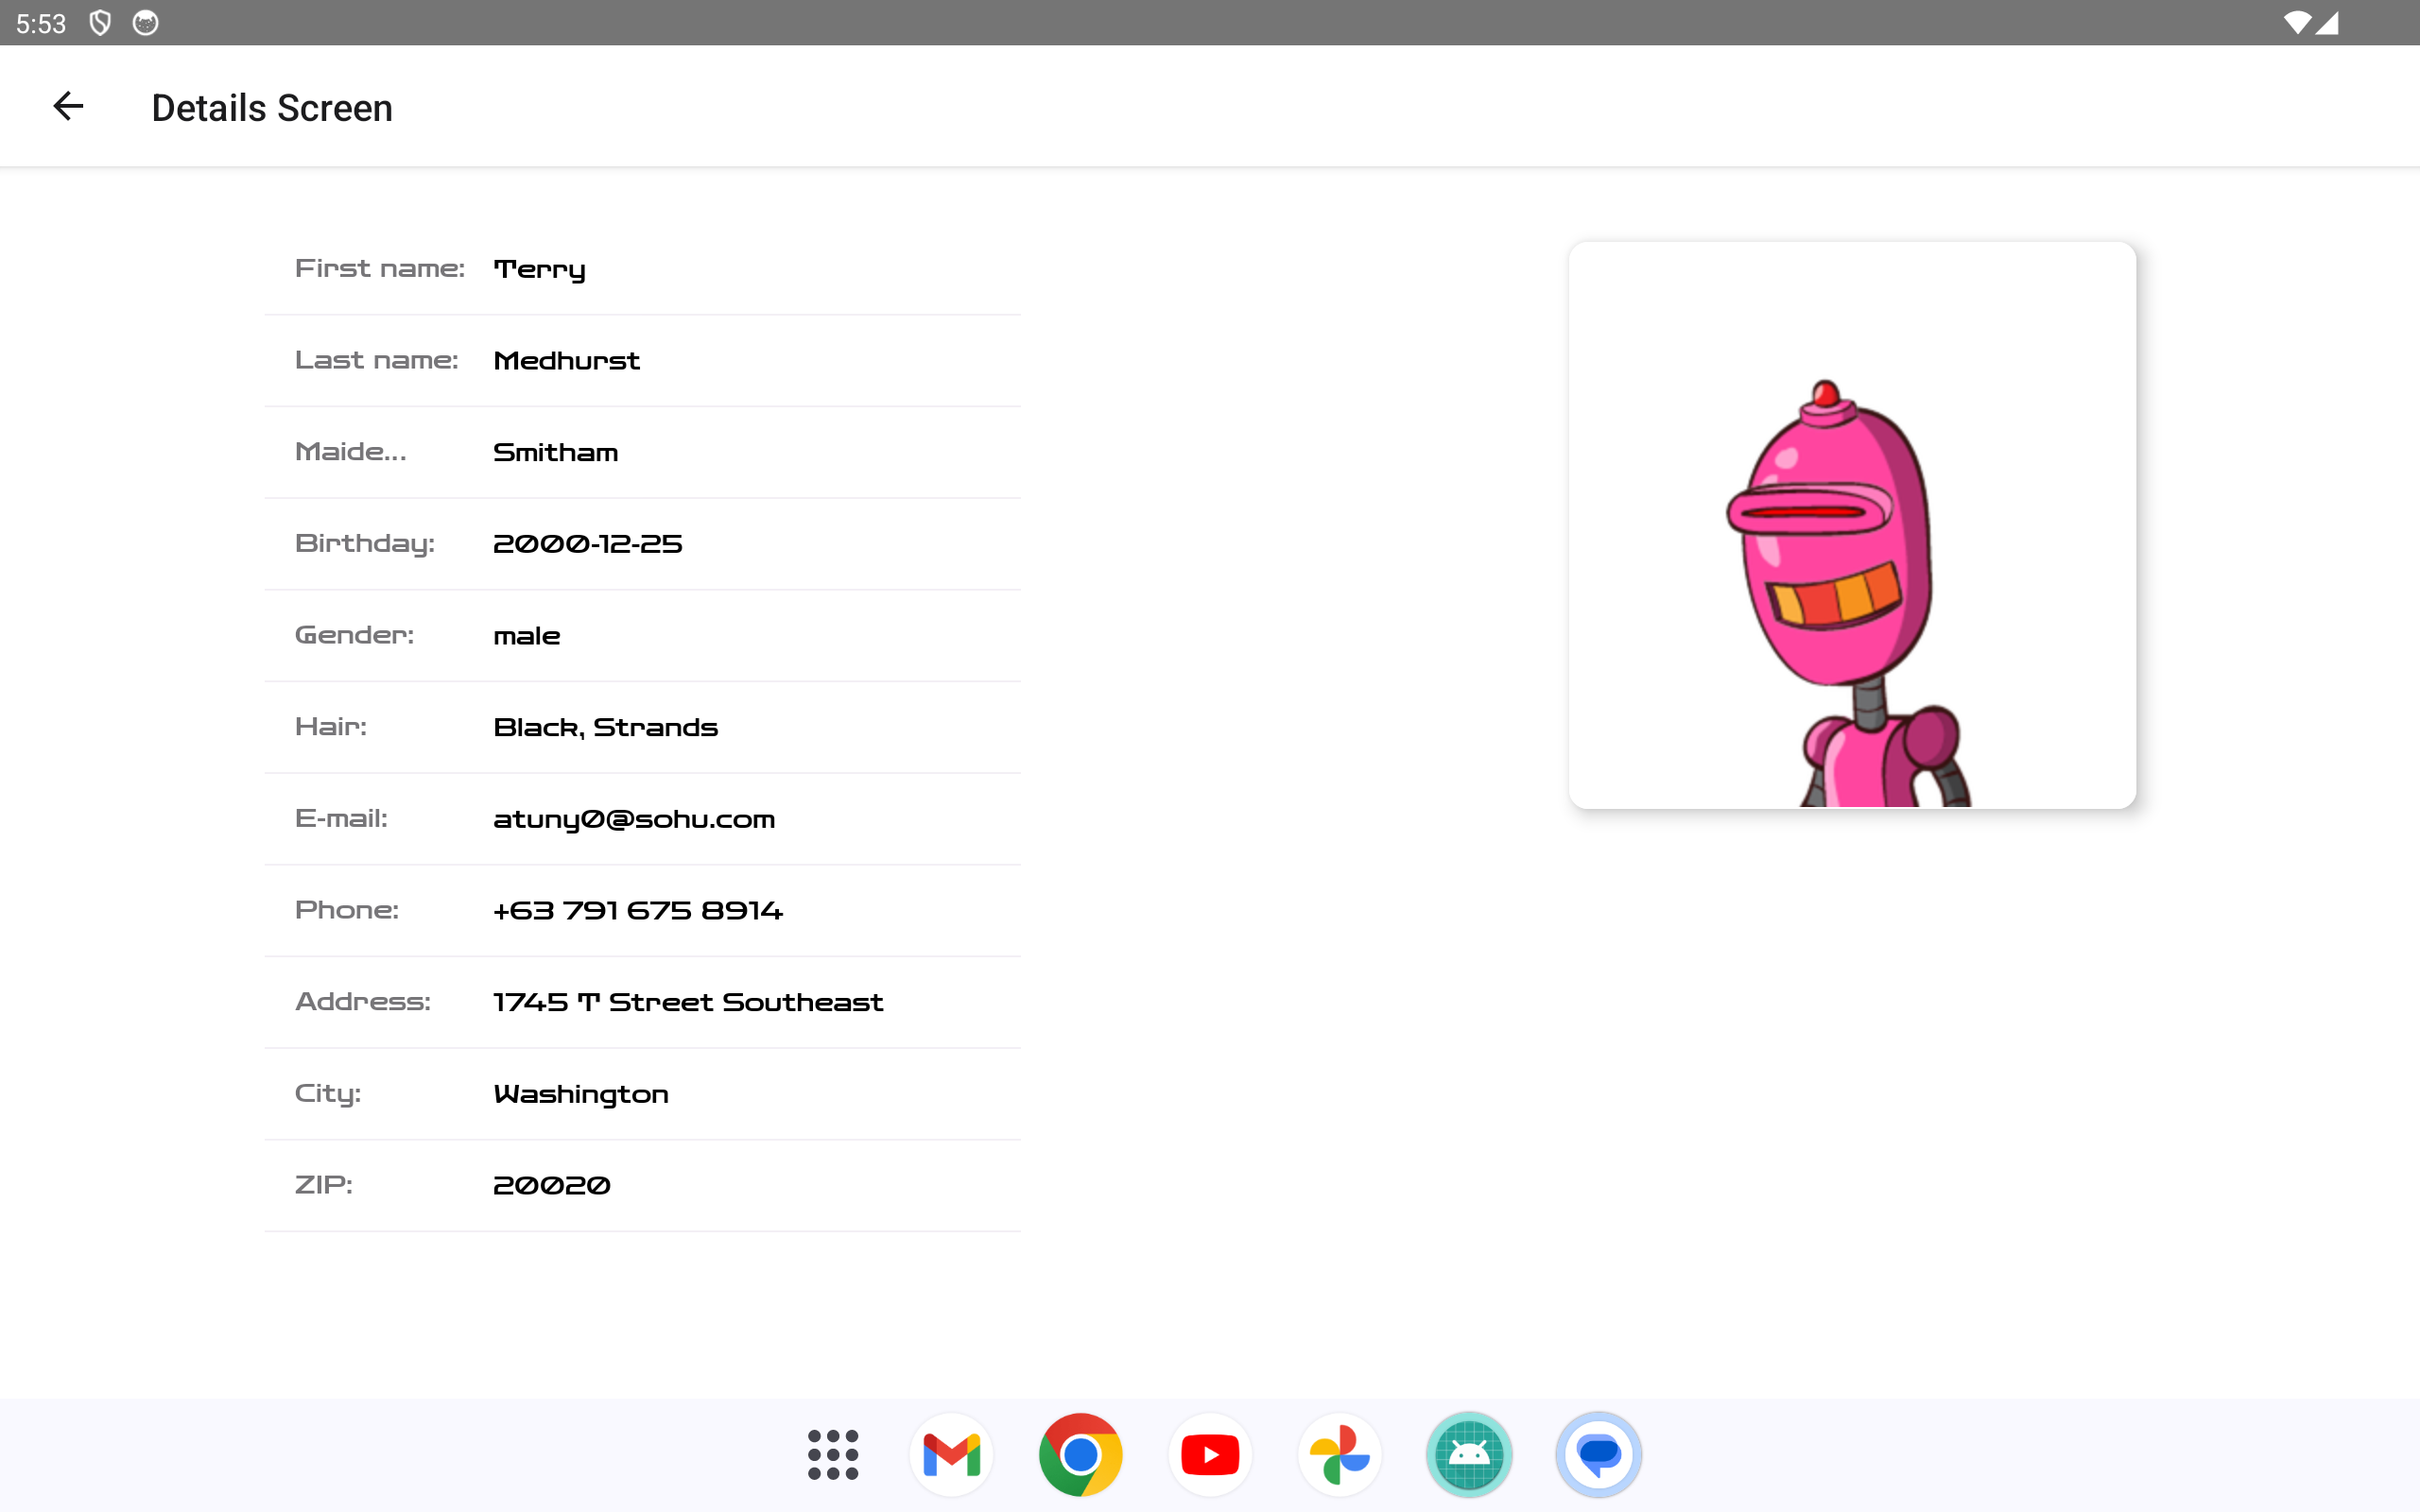 5:53
Details Screen
First name: Terry
Last name: Medhurst
Maide... Smitham
Birthday: 2000-12-25
Gender: male
Hair: Black, Strands
E-mail: atuny0@sohu.com
Phone: +63 791 675 8914
Address: 1745 T Street Southeast
City: Washington
ZIP: 20020